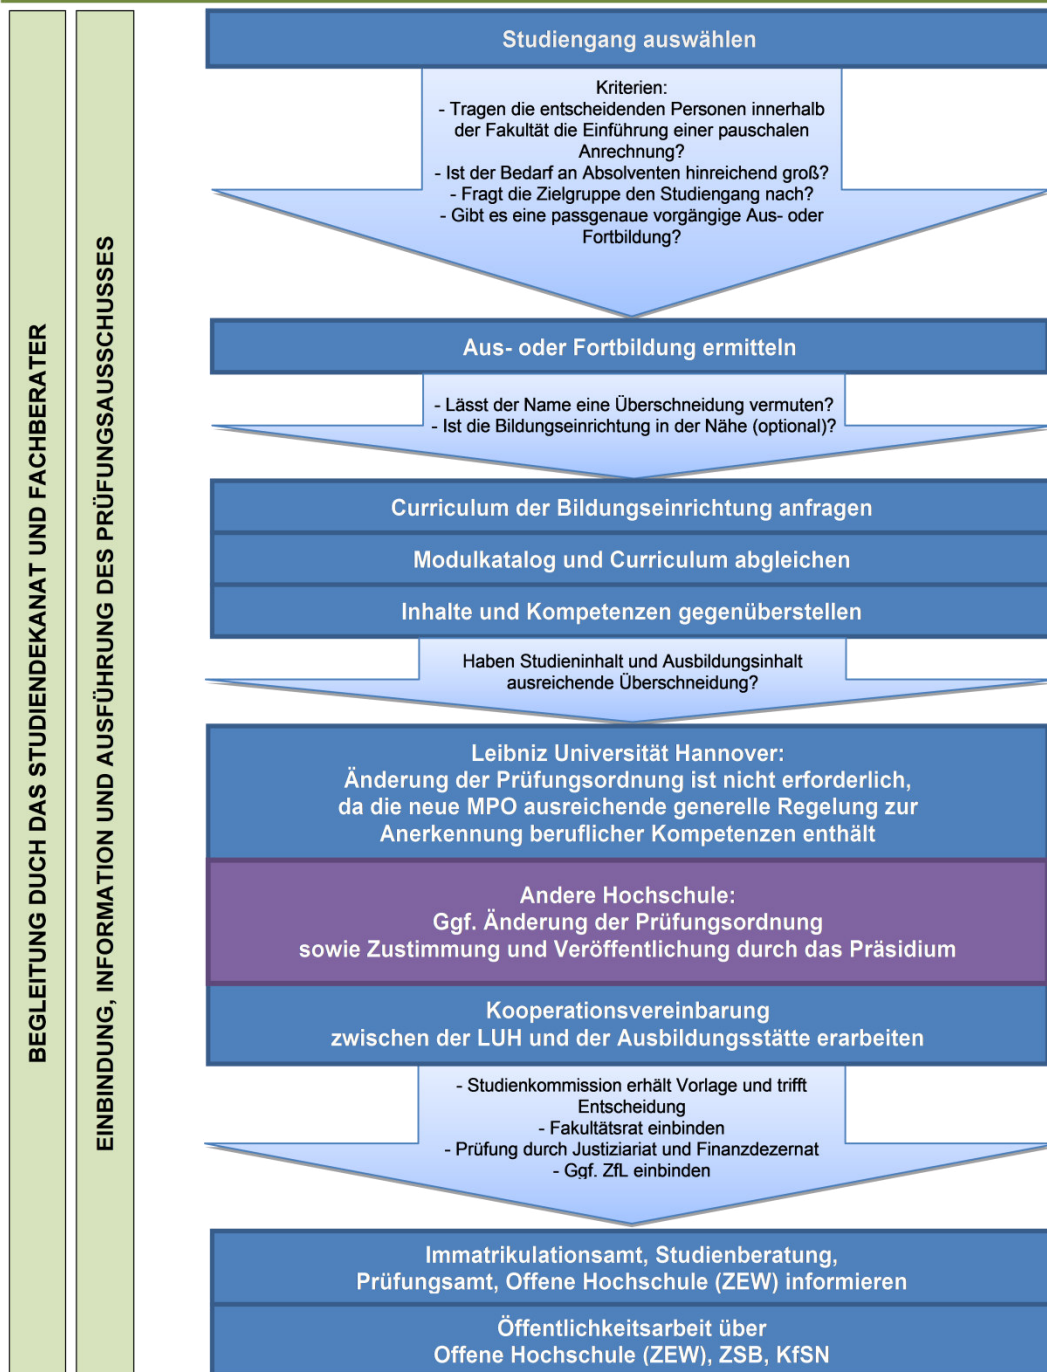 BEGLEITUNG DUCH DAS STUDIENDEKANAT UND FACHBERATER
EINBINDUNG, INFORMATION UND AUSFÜHRUNG DES PRÜFUNGSAUSSCHUSSES
Studiengang auswählen
Kriterien:
- Tragen die entscheidenden Personen innerhalb
der Fakultät die Einführung einer pauschalen
Anrechnung?
- Ist der Bedarf an Absolventen hinreichend groß?
- Fragt die Zielgruppe den Studiengang nach?
- Gibt es eine passgenaue vorgängige Aus- oder
Fortbildung?
Aus- oder Fortbildung ermitteln
- Lässt der Name eine Überschneidung vermuten?
- Ist die Bildungseinrichtung in der Nähe (optional)?
Curriculum der Bildungseinrichtung anfragen
Modulkatalog und Curriculum abgleichen
Inhalte und Kompetenzen gegenüberstellen
Haben Studieninhalt und Ausbildungsinhalt
ausreichende Überschneidung?
Leibniz Universität Hannover:
Änderung der Prüfungsordnung ist nicht erforderlich,
da die neue MPO ausreichende generelle Regelung zur
Anerkennung beruflicher Kompetenzen enthält
Andere Hochschule:
Ggf. Änderung der Prüfungsordnung
sowie Zustimmung und Veröffentlichung durch das Präsidium
Kooperationsvereinbarung
zwischen der LUH und der Ausbildungsstätte erarbeiten
- Studienkommission erhält Vorlage und trifft
Entscheidung
- Fakultätsrat einbinden
- Prüfung durch Justiziariat und Finanzdezernat
- Ggf. ZfL einbinden
Immatrikulationsamt, Studienberatung,
Prüfungsamt, Offene Hochschule (ZEW) informieren
Öffentlichkeitsarbeit über
Offene Hochschule (ZEW), ZSB, KfSN